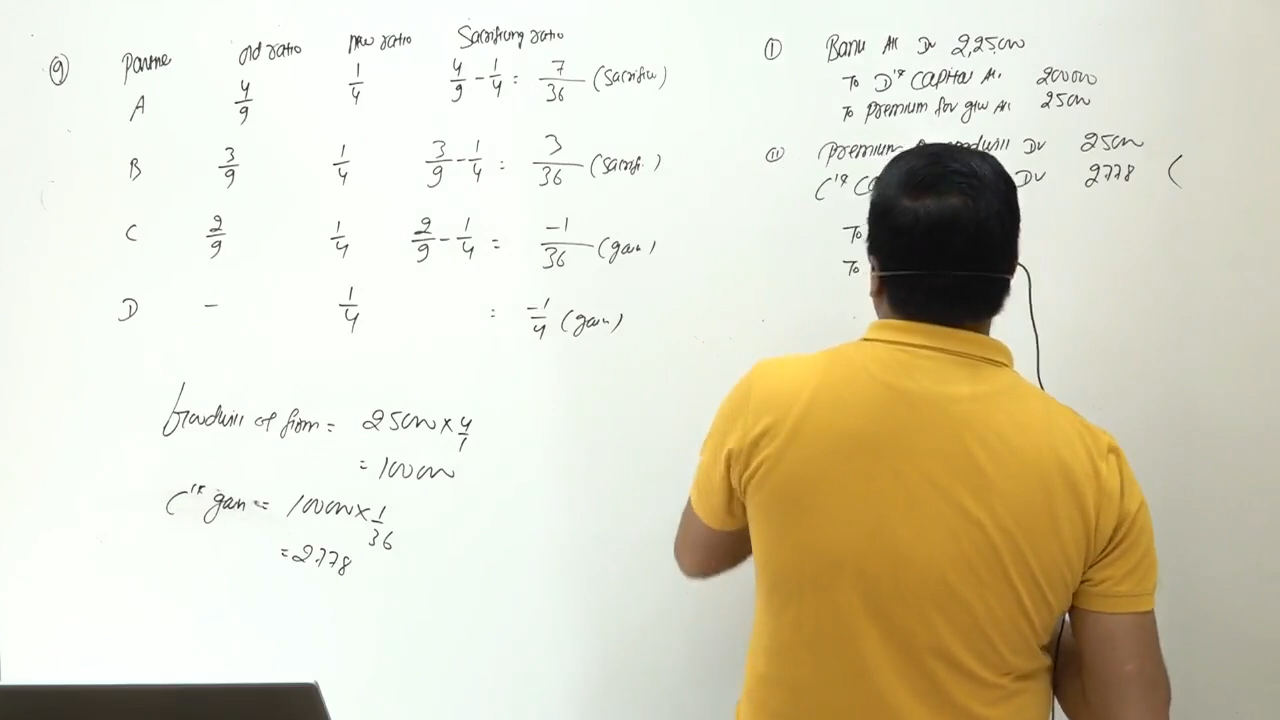 9 Partne old ratio new ratio Sacrificing ratio
A 4/9 1/4 4/9 - 1/4 = 7/36 (Sacrifice)
B 3/9 1/4 3/9 - 1/4 = 3/36 (Sacrifi.)
C 2/9 1/4 2/9 - 1/4 = -1/36 (gain)
D - 1/4 = -1/4 (gain)
Goodwill of firm = 25000 × 4/1
= 100000
C's gain = 100000 × 1/36
= 2778
(i) Bank A/c Dr 2,25000
To D's Capital A/c 200000
To Premium for g/w A/c 25000
(ii) Premium Dr 25000
C's Dr 2778 (
To
To